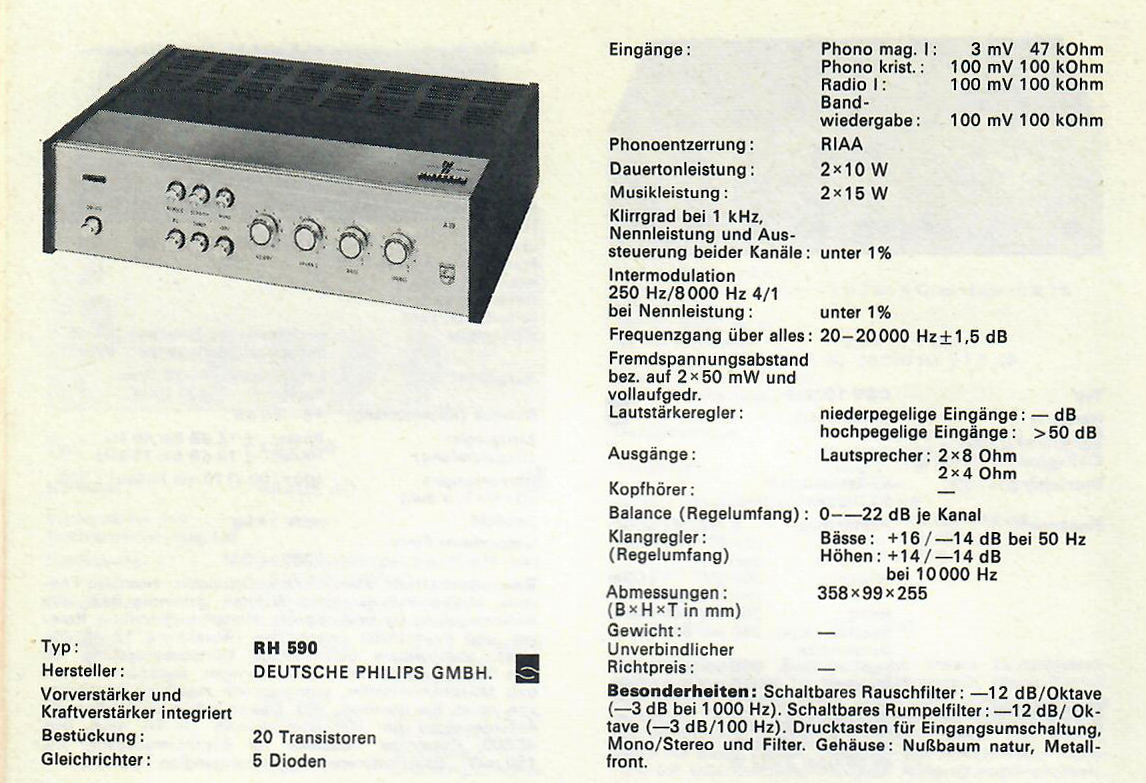 Typ: RH 590
Hersteller: DEUTSCHE PHILIPS GMBH.
Vorverstärker und
Kraftverstärker integriert
Bestückung: 20 Transistoren
Gleichrichter: 5 Dioden
Eingänge: Phono mag. I: 3 mV 47 kOhm
Phono krist.: 100 mV 100 kOhm
Radio I: 100 mV 100 kOhm
Band-
wiedergabe: 100 mV 100 kOhm
Phonoentzerrung: RIAA
Dauertonleistung: 2×10 W
Musikleistung: 2×15 W
Klirrgrad bei 1 kHz,
Nennleistung und Aus-
steuerung beider Kanäle: unter 1%
Intermodulation
250 Hz/8000 Hz 4/1
bei Nennleistung: unter 1%
Frequenzgang über alles: 20–20000 Hz±1,5 dB
Fremdspannungsabstand
bez. auf 2×50 mW und
vollaufgedr.
Lautstärkeregler: niederpegelige Eingänge: — dB
hochpegelige Eingänge: >50 dB
Ausgänge: Lautsprecher: 2×8 Ohm
2×4 Ohm
Kopfhörer: —
Balance (Regelumfang): 0——22 dB je Kanal
Klangregler: Bässe: +16/—14 dB bei 50 Hz
(Regelumfang) Höhen: +14/—14 dB
bei 10000 Hz
Abmessungen: 358×99×255
(B×H×T in mm)
Gewicht: —
Unverbindlicher
Richtpreis: —
Besonderheiten: Schaltbares Rauschfilter: —12 dB/Oktave
(—3 dB bei 1000 Hz). Schaltbares Rumpelfilter: —12 dB/ Ok-
tave (—3 dB/100 Hz). Drucktasten für Eingangsumschaltung,
Mono/Stereo und Filter. Gehäuse: Nußbaum natur, Metall-
front.